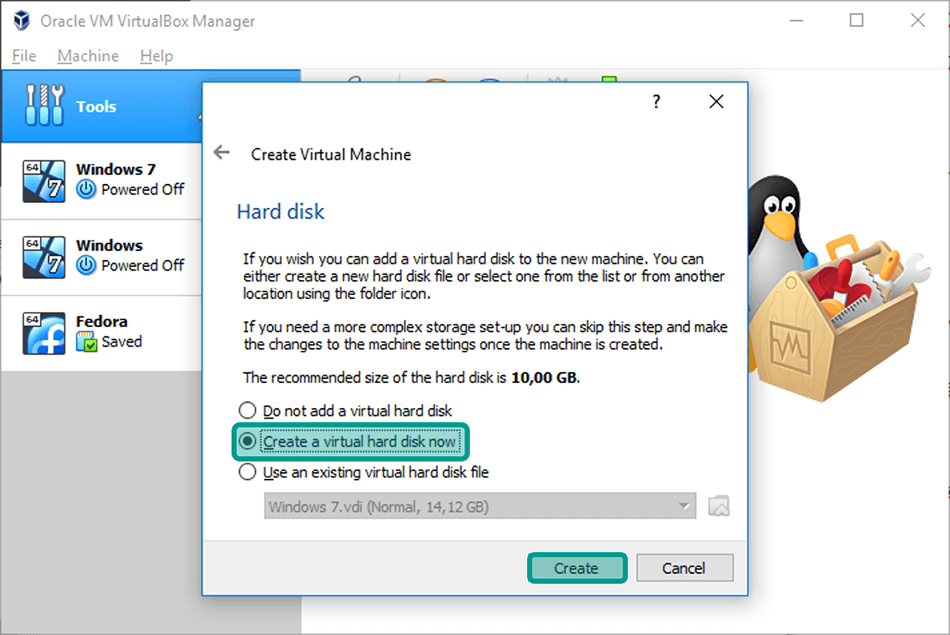 Oracle VM VirtualBox Manager
File Machine Help
Tools
64
7
Windows 7
Powered Off
64
7
Windows
Powered Off
64
Fedora
Saved
?
Create Virtual Machine
Hard disk
If you wish you can add a virtual hard disk to the new machine. You can
either create a new hard disk file or select one from the list or from another
location using the folder icon.
If you need a more complex storage set-up you can skip this step and make
the changes to the machine settings once the machine is created.
The recommended size of the hard disk is 10,00 GB.
Do not add a virtual hard disk
Create a virtual hard disk now
Use an existing virtual hard disk file
Windows 7.vdi (Normal, 14,12 GB)
Create Cancel